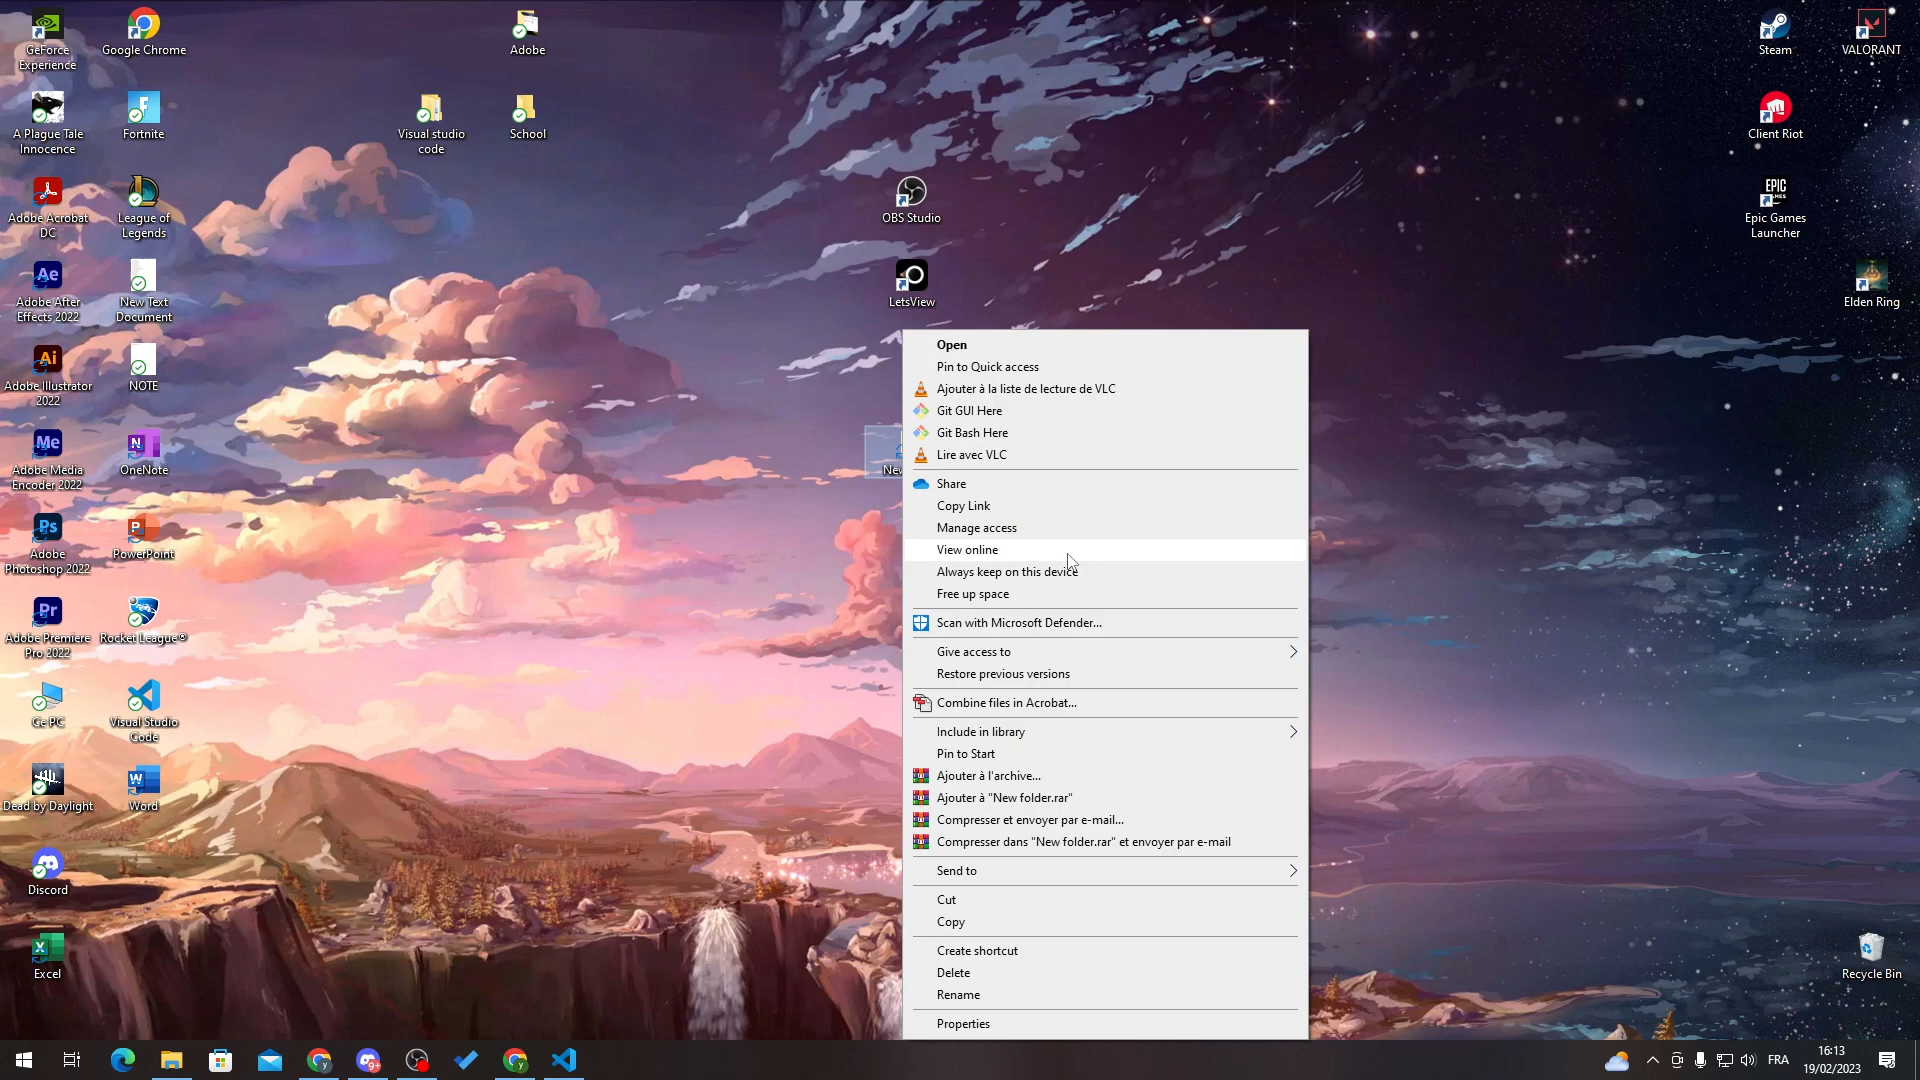 GeForce
Experience
Google Chrome
Adobe
Steam
VALORANT
A Plague Tale
Innocence
Fortnite
Visual studio
code
School
Client Riot
Adobe Acrobat
DC
League of
Legends
OBS Studio
EPIC
GAMES
Epic Games
Launcher
Ae
Adobe After
Effects 2022
New Text
Document
LetsView
Elden Ring
Ai
Adobe Illustrator
2022
NOTE
Me
Adobe Media
Encoder 2022
N
OneNote
New
Ps
Adobe
Photoshop 2022
P
PowerPoint
Pr
Adobe Premiere
Pro 2022
Rocket League®
Ce PC
Visual Studio
Code
Dead by Daylight
W
Word
Discord
X
Excel
Recycle Bin
Open
Pin to Quick access
Ajouter à la liste de lecture de VLC
Git GUI Here
Git Bash Here
Lire avec VLC
Share
Copy Link
Manage access
View online
Always keep on this device
Free up space
Scan with Microsoft Defender...
Give access to
Restore previous versions
Combine files in Acrobat...
Include in library
Pin to Start
Ajouter à l'archive...
Ajouter à "New folder.rar"
Compresser et envoyer par e-mail...
Compresser dans "New folder.rar" et envoyer par e-mail
Send to
Cut
Copy
Create shortcut
Delete
Rename
Properties
y
9+
y
FRA
16:13
19/02/2023